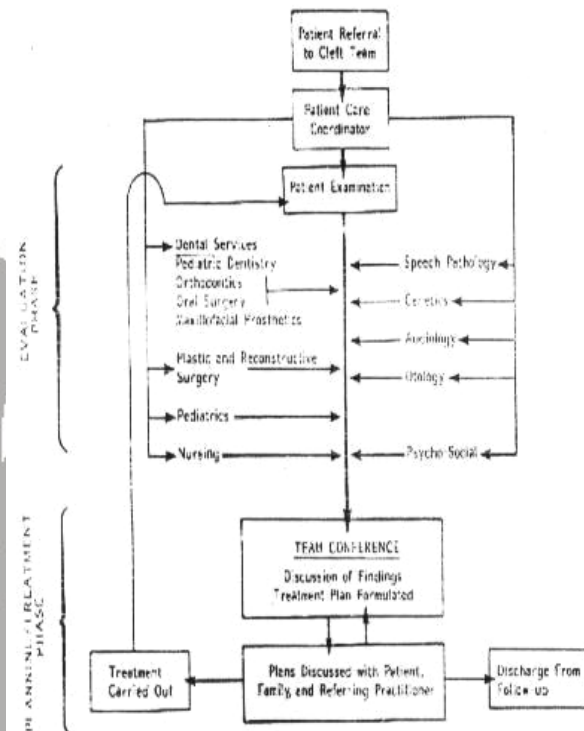 Patient Referral
to Cleft Team
Patient Care
Coordinator
Patient Examination
EVALUATION
PHASE
Dental Services
Pediatric Dentistry
Orthodontics
Oral Surgery
Maxillofacial Prosthetics
Plastic and Reconstructive
Surgery
Pediatrics
Nursing
Speech Pathology
Genetics
Audiology
Otology
Psycho-Social
PLANNING/TREATMENT
PHASE
TEAM CONFERENCE
Discussion of Findings
Treatment Plan Formulated
Treatment
Carried Out
Plans Discussed with Patient,
Family, and Referring Practitioner
Discharge from
Follow-up